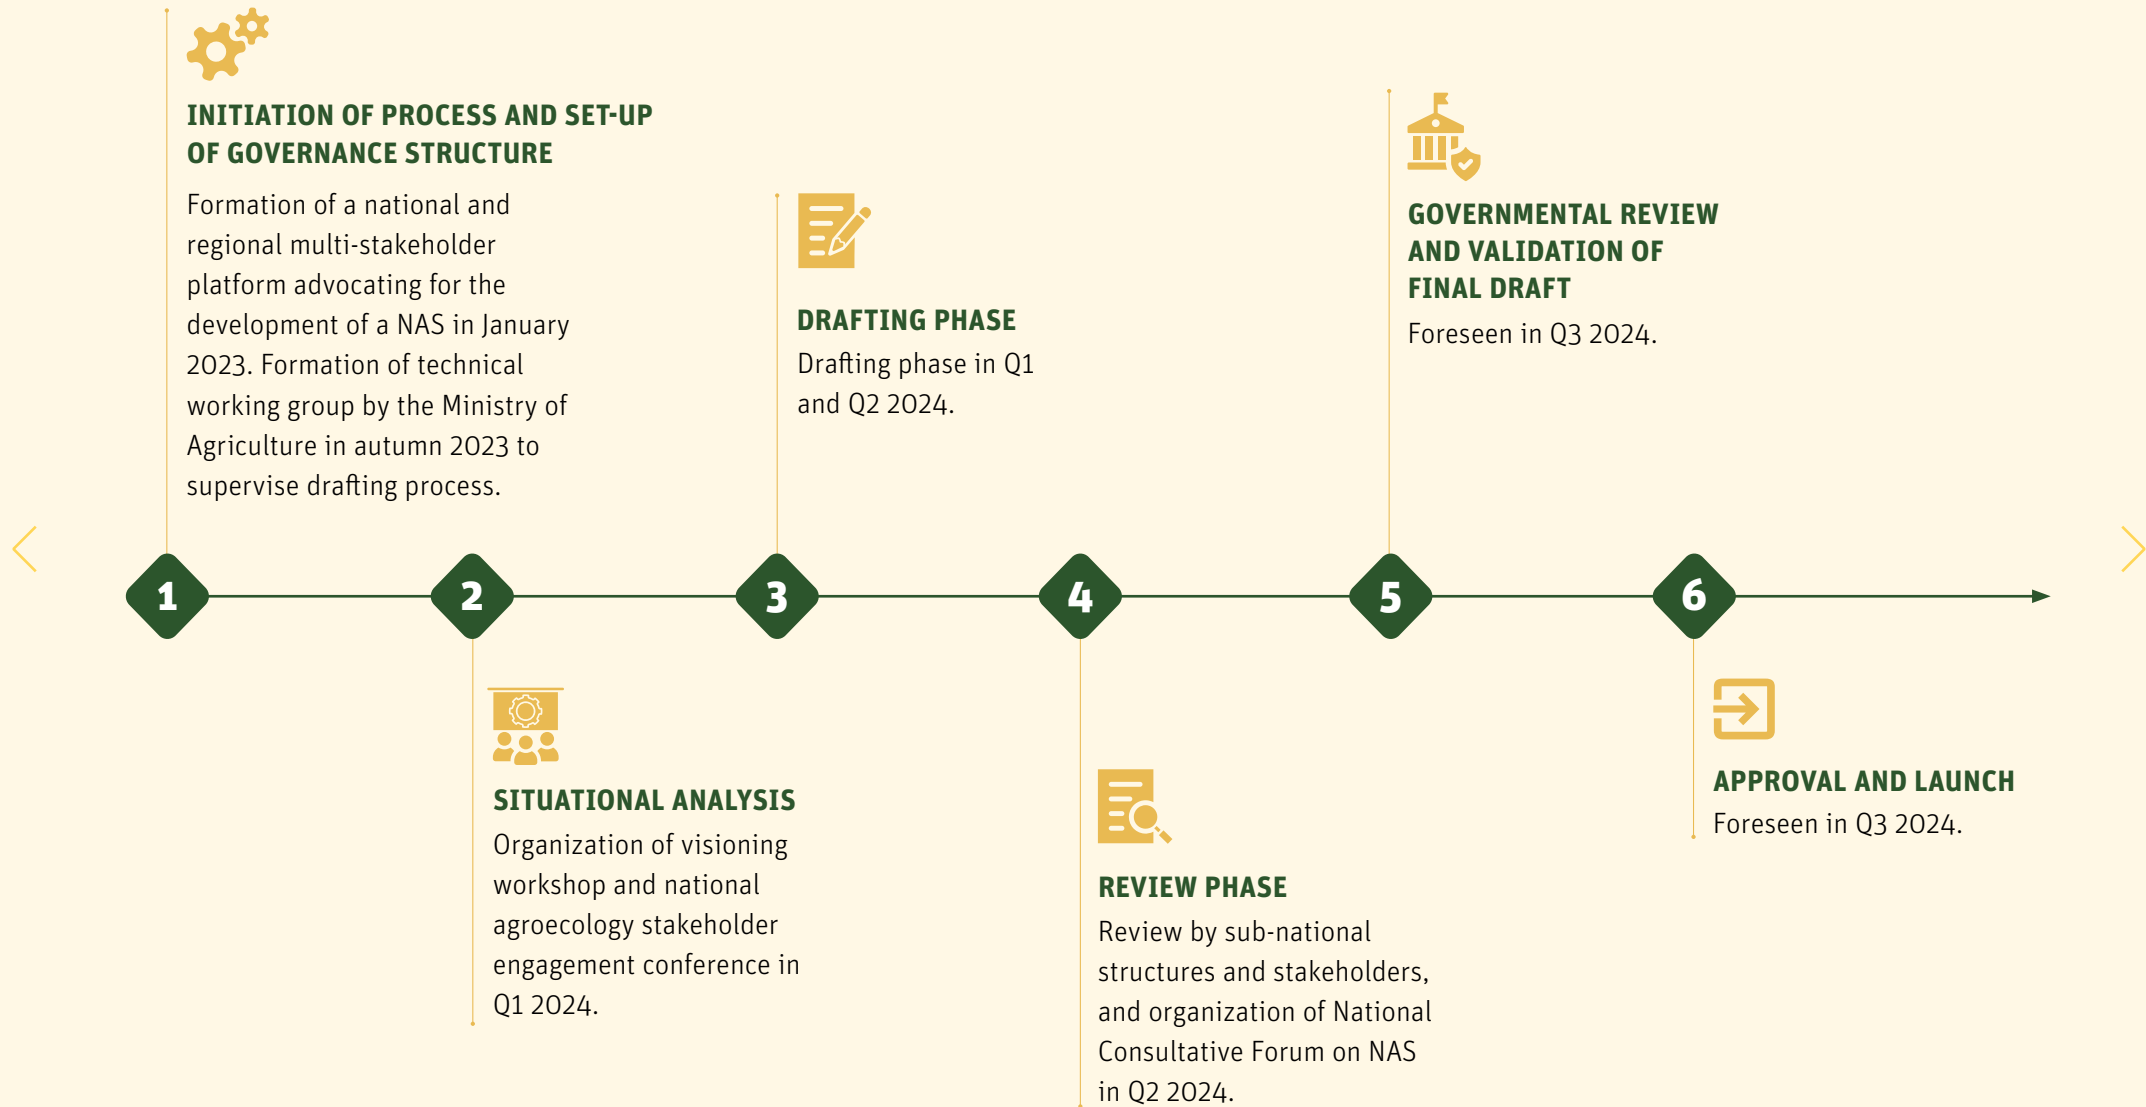 INITIATION OF PROCESS AND SET-UP
OF GOVERNANCE STRUCTURE
Formation of a national and
regional multi-stakeholder
platform advocating for the
development of a NAS in January
2023. Formation of technical
working group by the Ministry of
Agriculture in autumn 2023 to
supervise drafting process.
DRAFTING PHASE
Drafting phase in Q1
and Q2 2024.
GOVERNMENTAL REVIEW
AND VALIDATION OF
FINAL DRAFT
Foreseen in Q3 2024.
1
2
3
4
5
6
SITUATIONAL ANALYSIS
Organization of visioning
workshop and national
agroecology stakeholder
engagement conference in
Q1 2024.
REVIEW PHASE
Review by sub-national
structures and stakeholders,
and organization of National
Consultative Forum on NAS
in Q2 2024.
APPROVAL AND LAUNCH
Foreseen in Q3 2024.